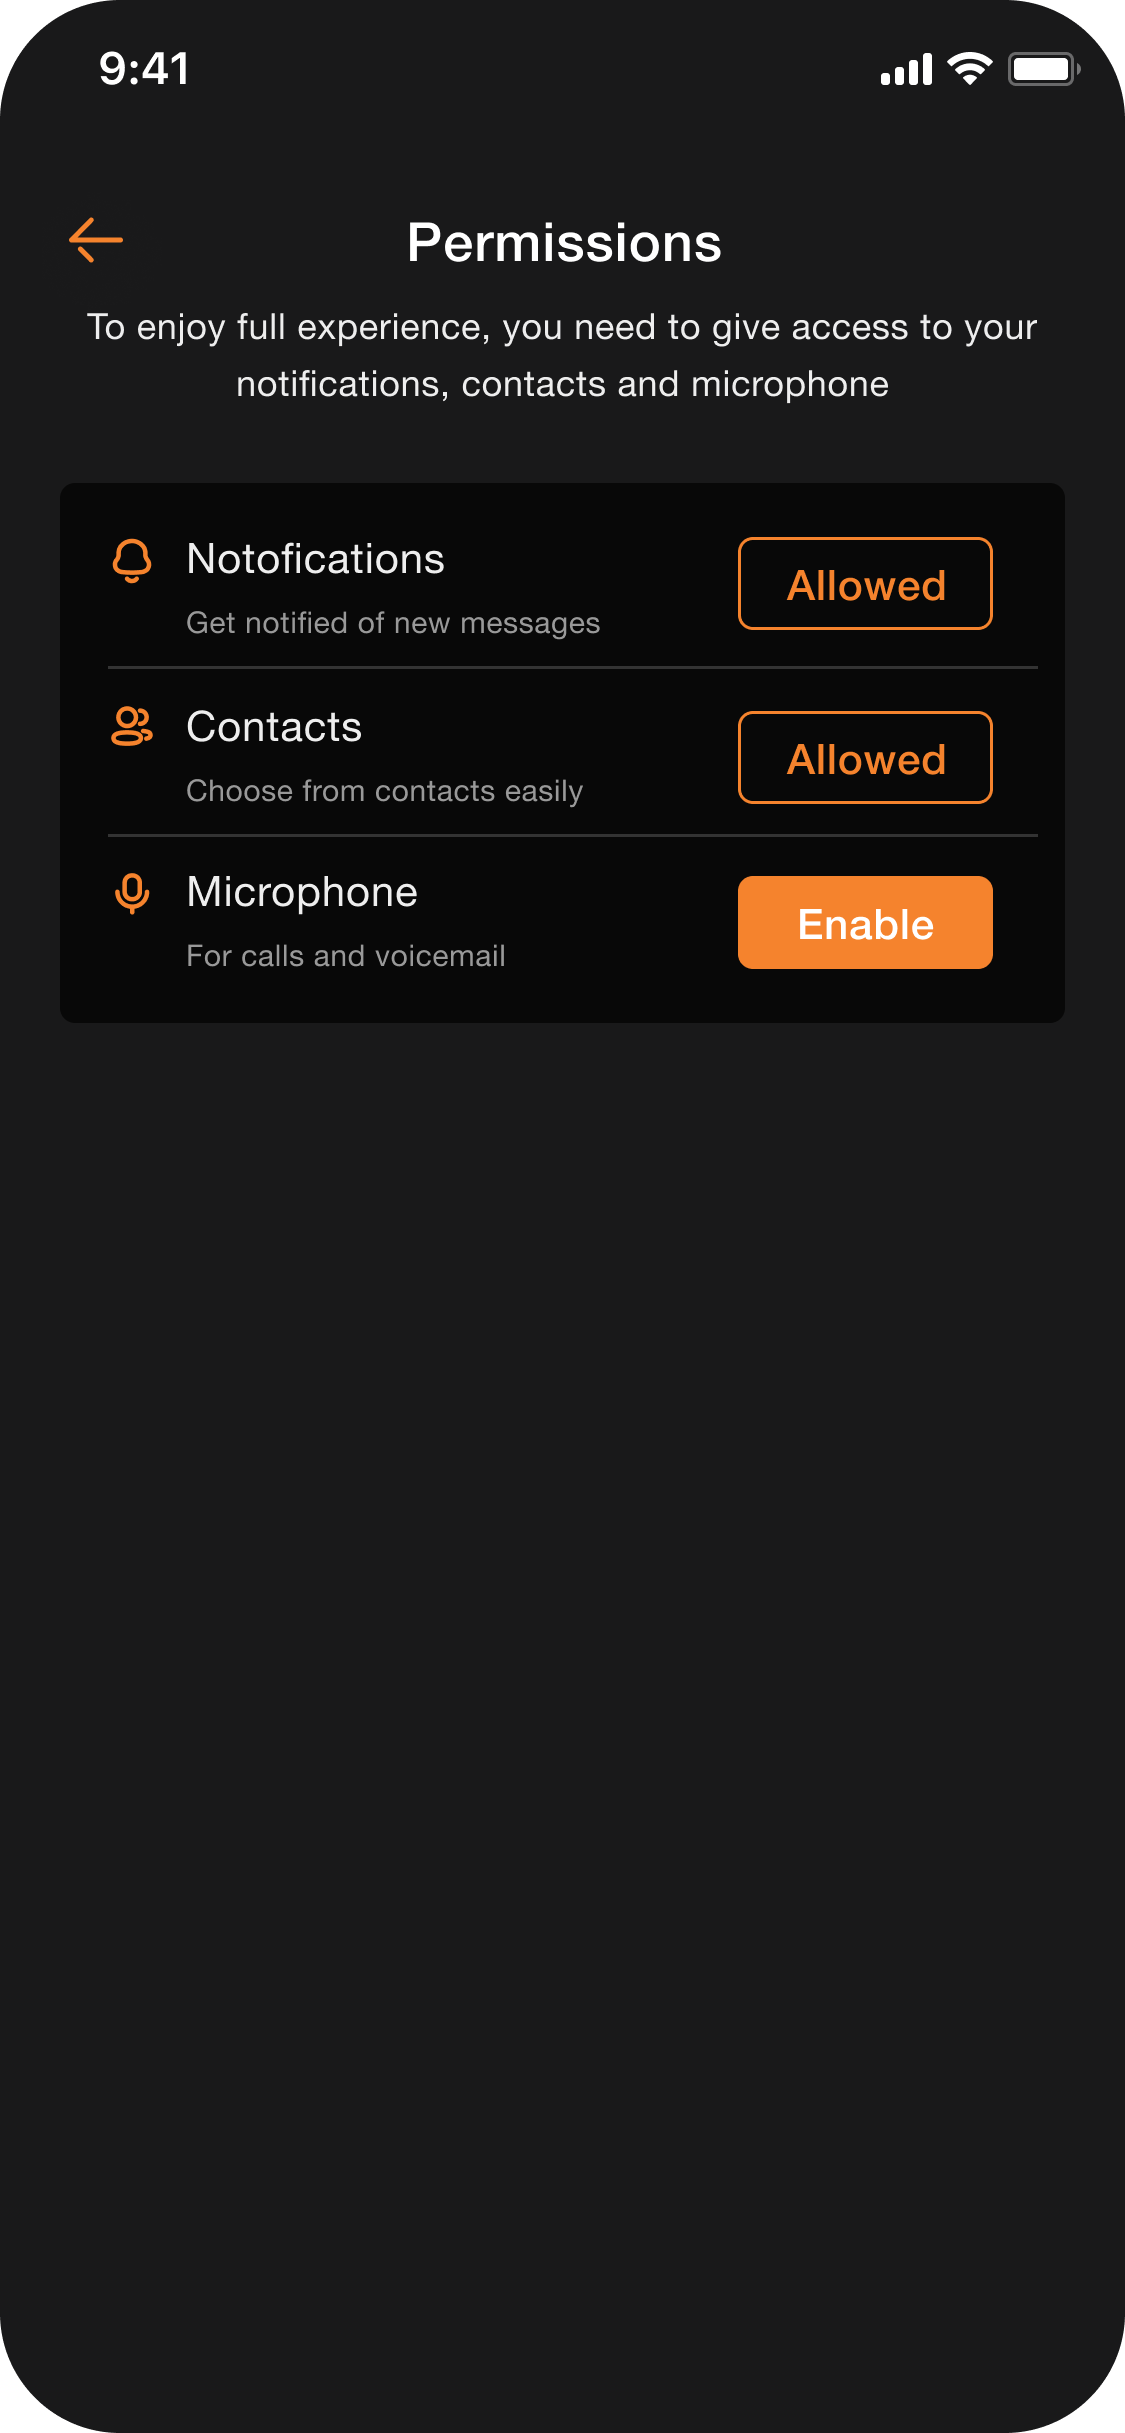 9:41
Permissions
To enjoy full experience, you need to give access to your
notifications, contacts and microphone
Notofications
Allowed
Get notified of new messages
Contacts
Allowed
Choose from contacts easily
Microphone
Enable
For calls and voicemail